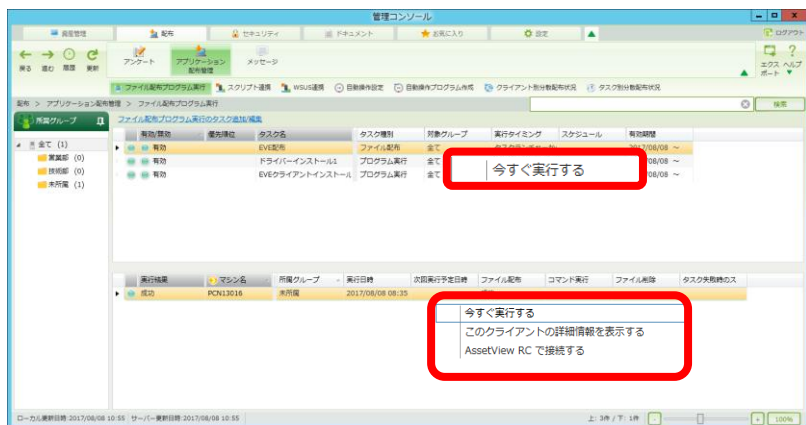 管理コンソール
資産管理 配布 セキュリティ ドキュメント お気に入り 設定 ログアウト
戻る 進む 履歴 更新 アンケート アプリケーション配布管理 メッセージ エクスポート ヘルプ
ファイル配布プログラム実行 スクリプト連携 WSUS連携 自動操作設定 自動操作プログラム作成 クライアント別分散配布状況 タスク別分散配布状況
配布 > アプリケーション配布管理 > ファイル配布プログラム実行 検索
所属グループ ファイル配布プログラム実行のタスク追加/編集
有効/無効 優先順位 タスク名 タスク種別 対象グループ 実行タイミング スケジュール 有効期間
全て (1) 有効 EVE配布 ファイル配布 全て 2017/08/08 ~
営業部 (0) 有効 ドライバーインストール1 プログラム実行 全て
技術部 (0) 有効 EVEクライアントインストール プログラム実行 全て 08/08 ~
未所属 (1)
今すぐ実行する
実行結果 マシン名 所属グループ 実行日時 次回実行予定日時 ファイル配布 コマンド実行 ファイル削除 タスク失敗時のス
成功 PCN13016 未所属 2017/08/08 08:35
今すぐ実行する
このクライアントの詳細情報を表示する
AssetView RC で接続する
ローカル更新日時:2017/08/08 10:55 サーバー更新日時:2017/08/08 10:55 上: 3件 / 下: 1件 - + 100%